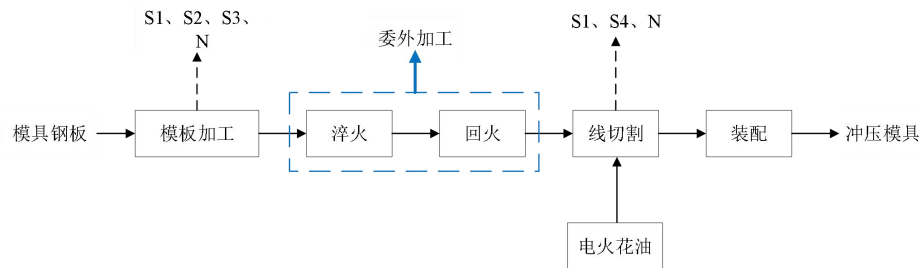 S1、S2、S3、
N
委外加工
S1、S4、N
模具钢板
模板加工
淬火
回火
线切割
装配
冲压模具
电火花油